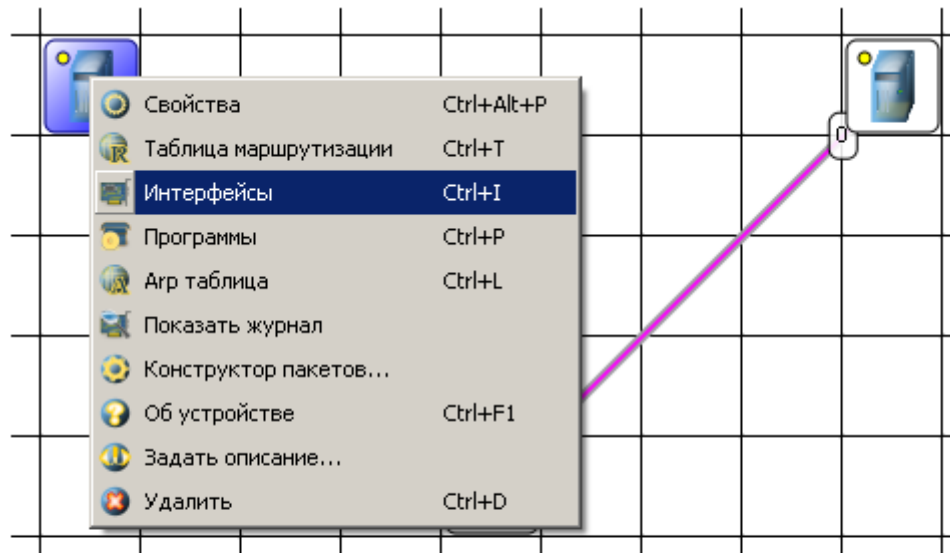 0
Свойства Ctrl+Alt+P
Таблица маршрутизации Ctrl+T
Интерфейсы Ctrl+I
Программы Ctrl+P
Arp таблица Ctrl+L
Показать журнал
Конструктор пакетов...
Об устройстве Ctrl+F1
Задать описание...
Удалить Ctrl+D